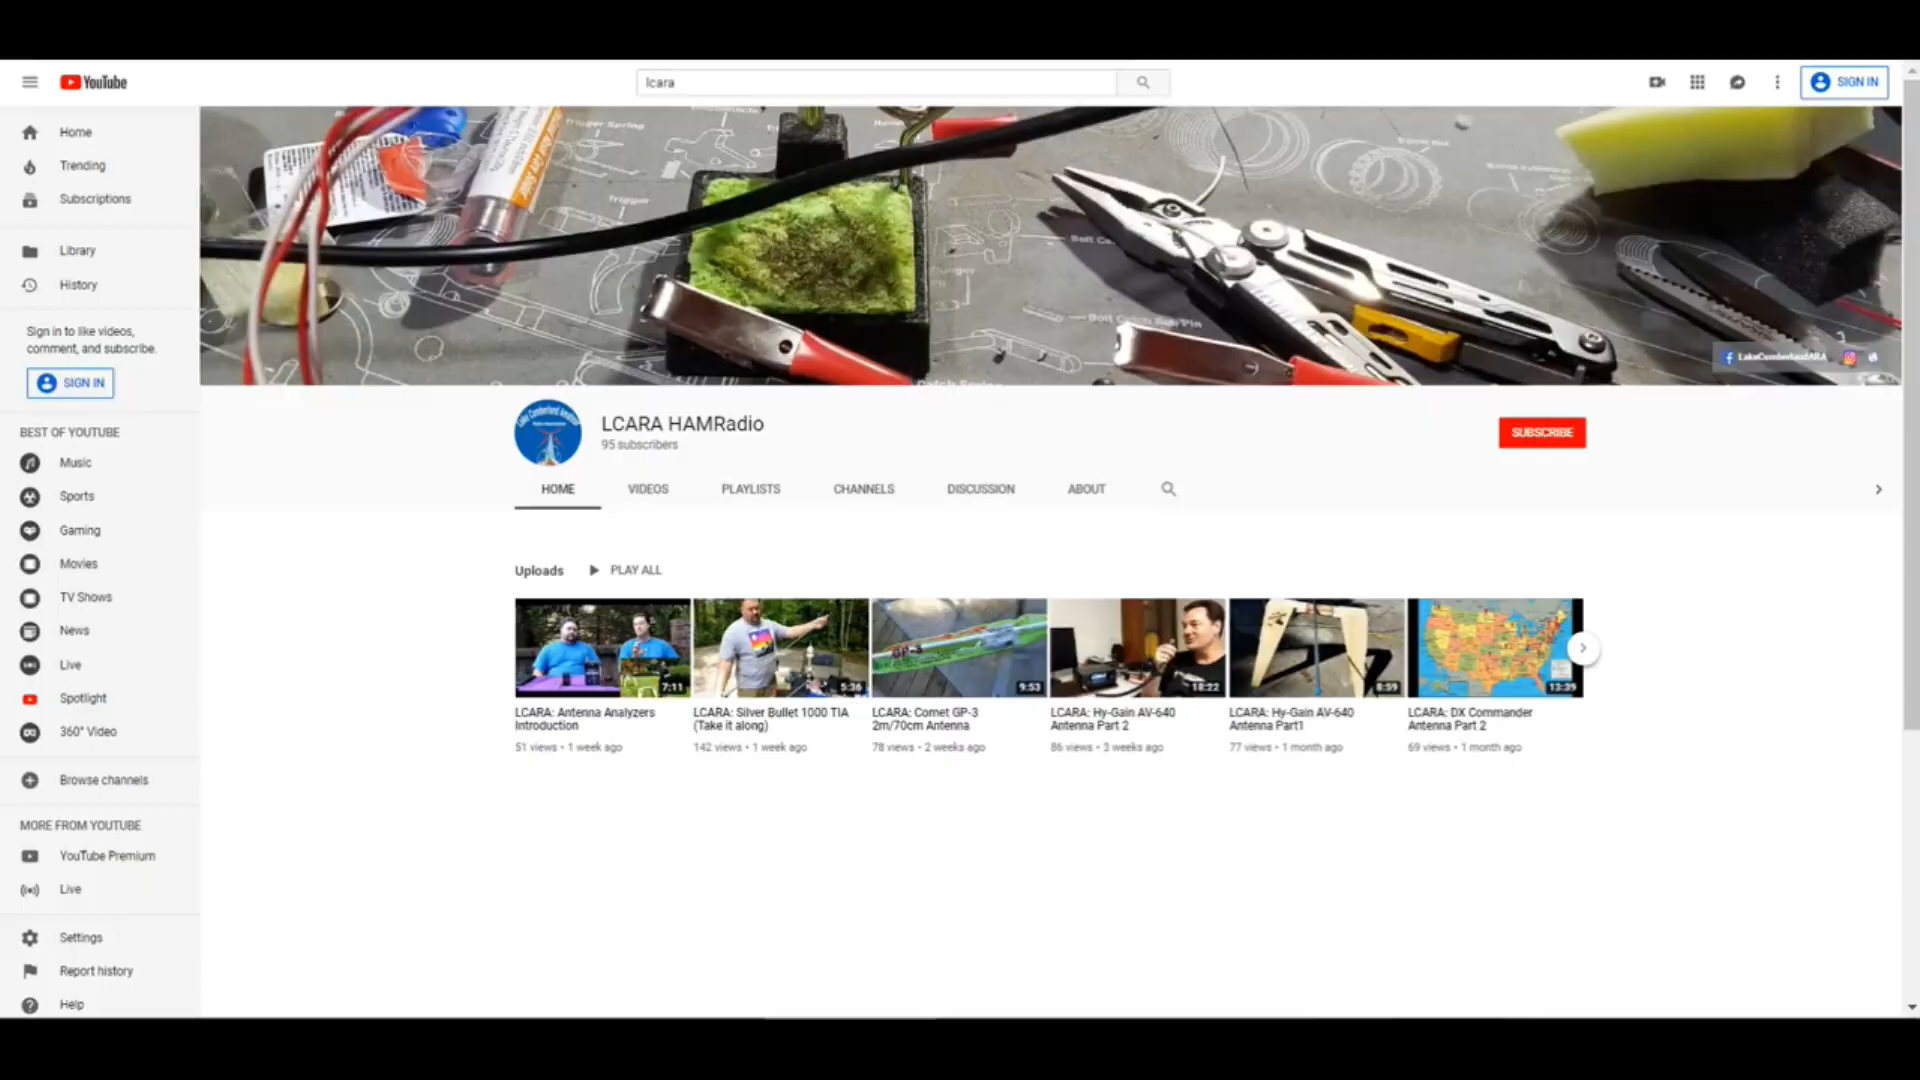 YouTube
lcara
SIGN IN
Home
Trending
Subscriptions
Library
History
Sign in to like videos,
comment, and subscribe.
SIGN IN
BEST OF YOUTUBE
Music
Sports
Gaming
Movies
TV Shows
News
Live
Spotlight
360° Video
Browse channels
MORE FROM YOUTUBE
YouTube Premium
Live
Settings
Report history
Help
Trigger Spring
Trigger
LakeCumberlandARA
LCARA HAMRadio
95 subscribers
SUBSCRIBE
HOME VIDEOS PLAYLISTS CHANNELS DISCUSSION ABOUT
Uploads PLAY ALL
7:11 5:36 9:53 18:22 8:59 13:39
LCARA: Antenna Analyzers
Introduction
51 views • 1 week ago
LCARA: Silver Bullet 1000 TIA
(Take it along)
142 views • 1 week ago
LCARA: Comet GP-3
2m/70cm Antenna
78 views • 2 weeks ago
LCARA: Hy-Gain AV-640
Antenna Part 2
86 views • 3 weeks ago
LCARA: Hy-Gain AV-640
Antenna Part1
77 views • 1 month ago
LCARA: DX Commander
Antenna Part 2
69 views • 1 month ago